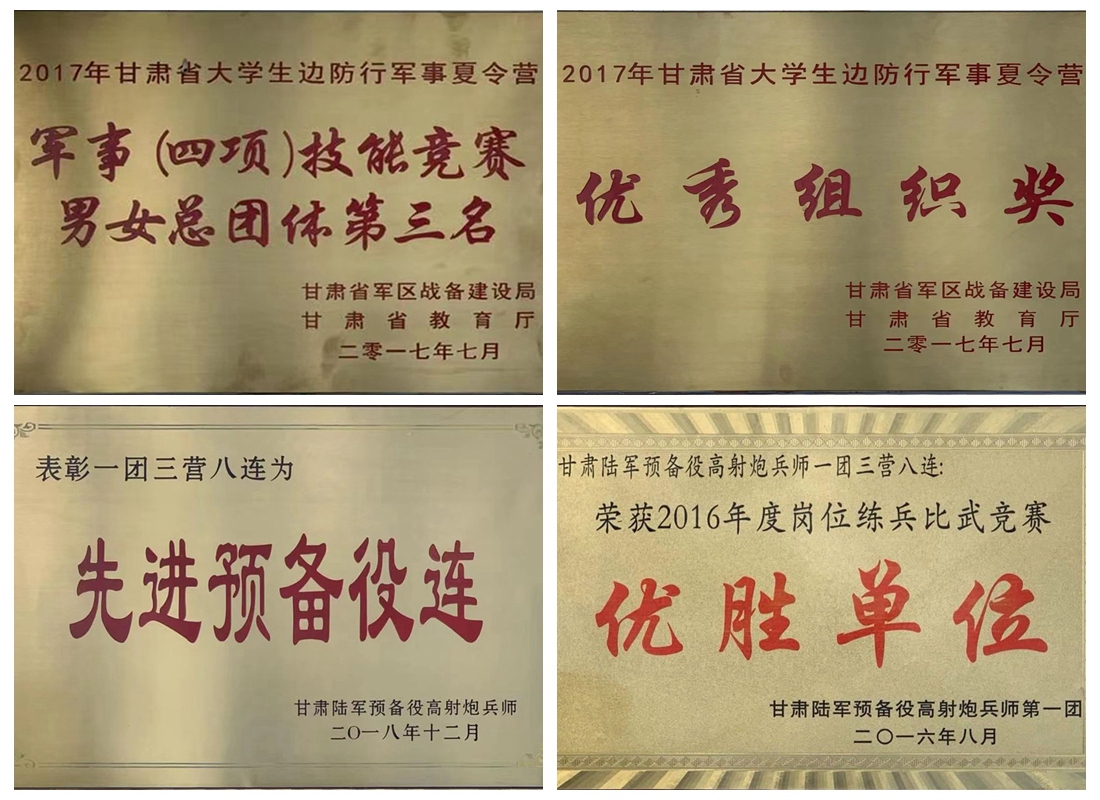 2017年甘肃省大学生边防行军事夏令营
军事(四项)技能竞赛
男女总团体第三名
甘肃省军区战备建设局
甘肃省教育厅
二零一七年七月
2017年甘肃省大学生边防行军事夏令营
优秀组织奖
甘肃省军区战备建设局
甘肃省教育厅
二零一七年七月
表彰一团三营八连为
先进预备役连
甘肃陆军预备役高射炮兵师
二〇一八年十二月
甘肃陆军预备役高射炮兵师一团三营八连:
荣获2016年度岗位练兵比武竞赛
优胜单位
甘肃陆军预备役高射炮兵师第一团
二〇一六年八月